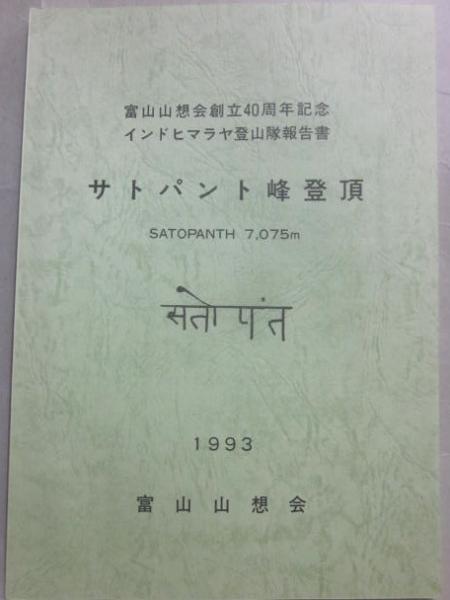 富山山想会創立40周年記念
インドヒマラヤ登山隊報告書
サトパント峰登頂
SATOPANTH 7,075m
सतो पंत
1993
富山山想会